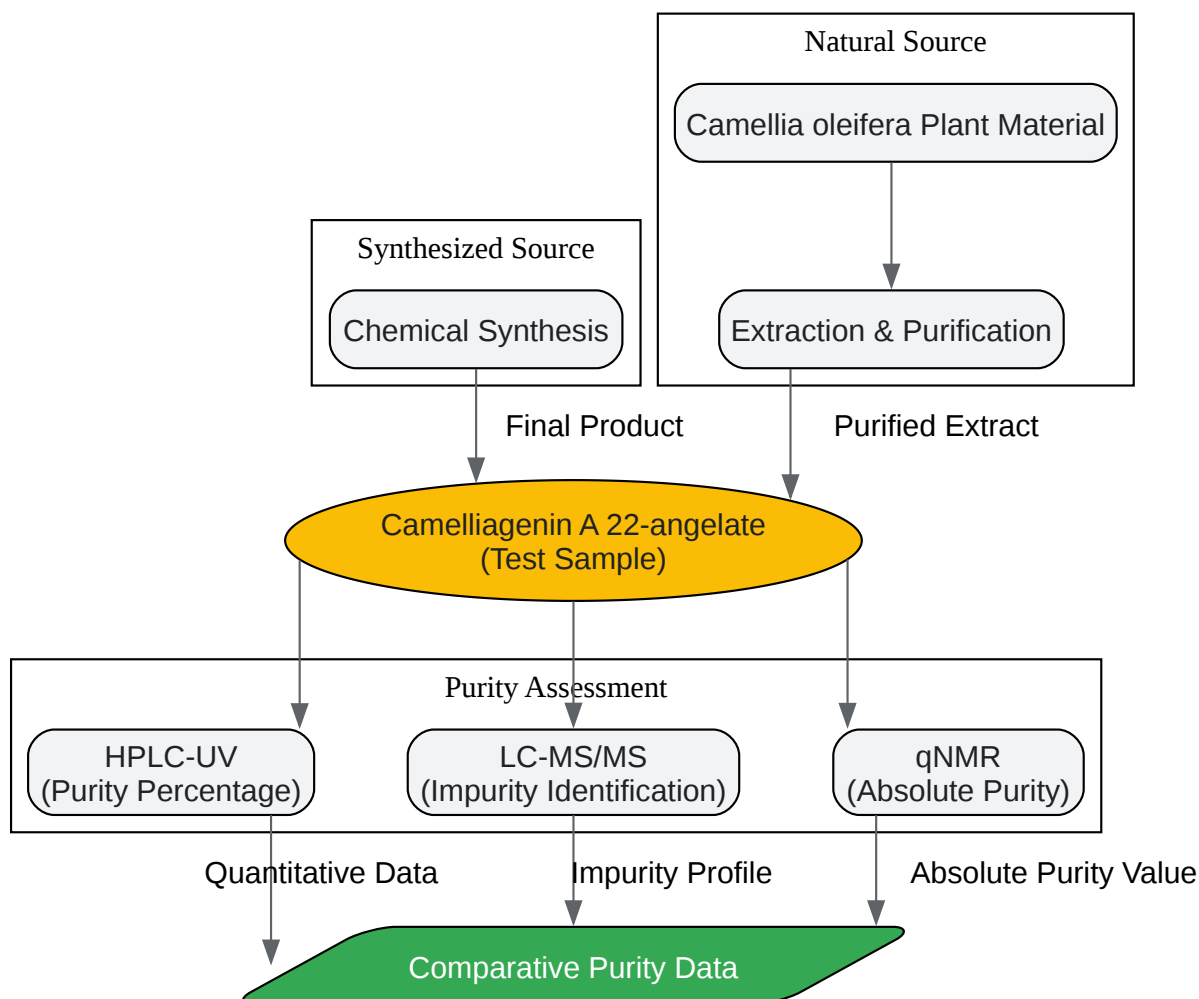 Natural Source
Camellia oleifera Plant Material
Synthesized Source
Chemical Synthesis
Extraction & Purification
Final Product
Purified Extract
Camelliagenin A 22-angelate
(Test Sample)
Purity Assessment
HPLC-UV
(Purity Percentage)
LC-MS/MS
(Impurity Identification)
qNMR
(Absolute Purity)
Quantitative Data
Impurity Profile
Absolute Purity Value
Comparative Purity Data